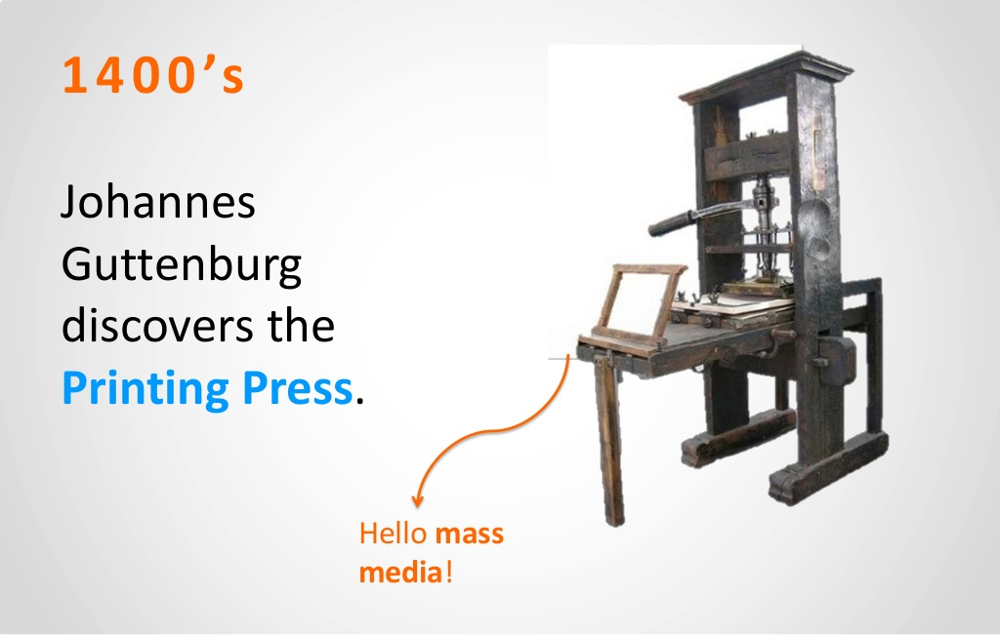 1400’s
Johannes
Guttenburg
discovers the
Printing Press.
Hello mass
media!